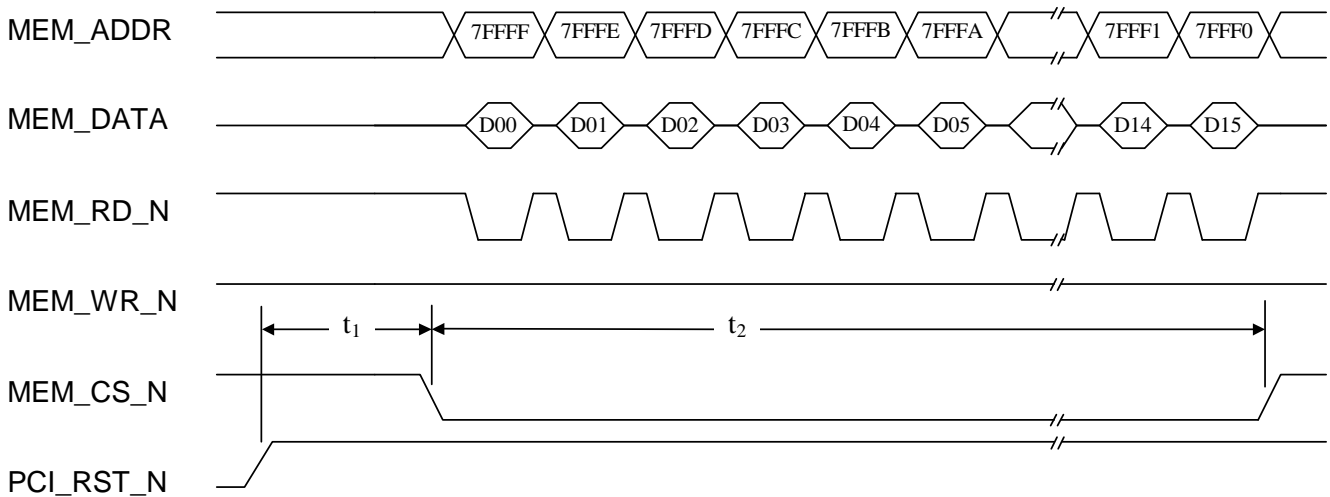 MEM_ADDR 7FFFF 7FFFE 7FFFD 7FFFC 7FFFB 7FFFA 7FFF1 7FFF0
MEM_DATA D00 D01 D02 D03 D04 D05 D14 D15
MEM_RD_N
MEM_WR_N
t₁ t₂
MEM_CS_N
PCI_RST_N